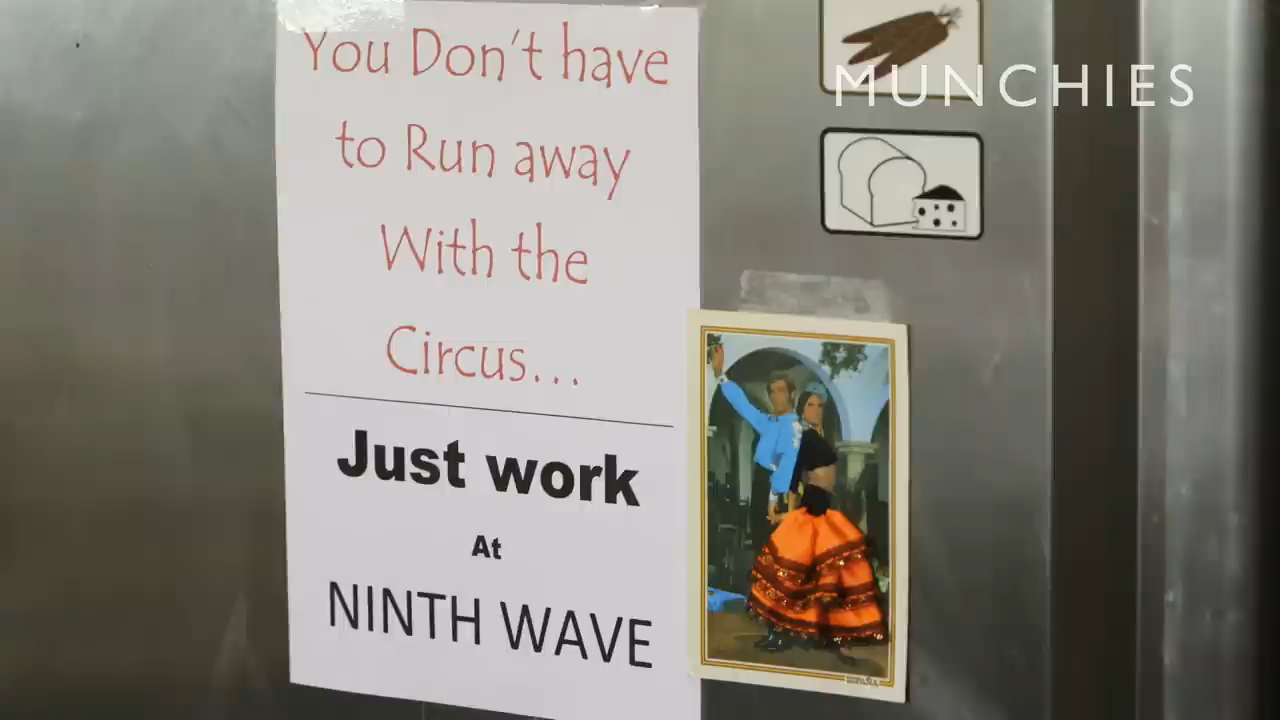 You Don't have
to Run away
With the
Circus...
Just work
At
NINTH WAVE
MUNCHIES